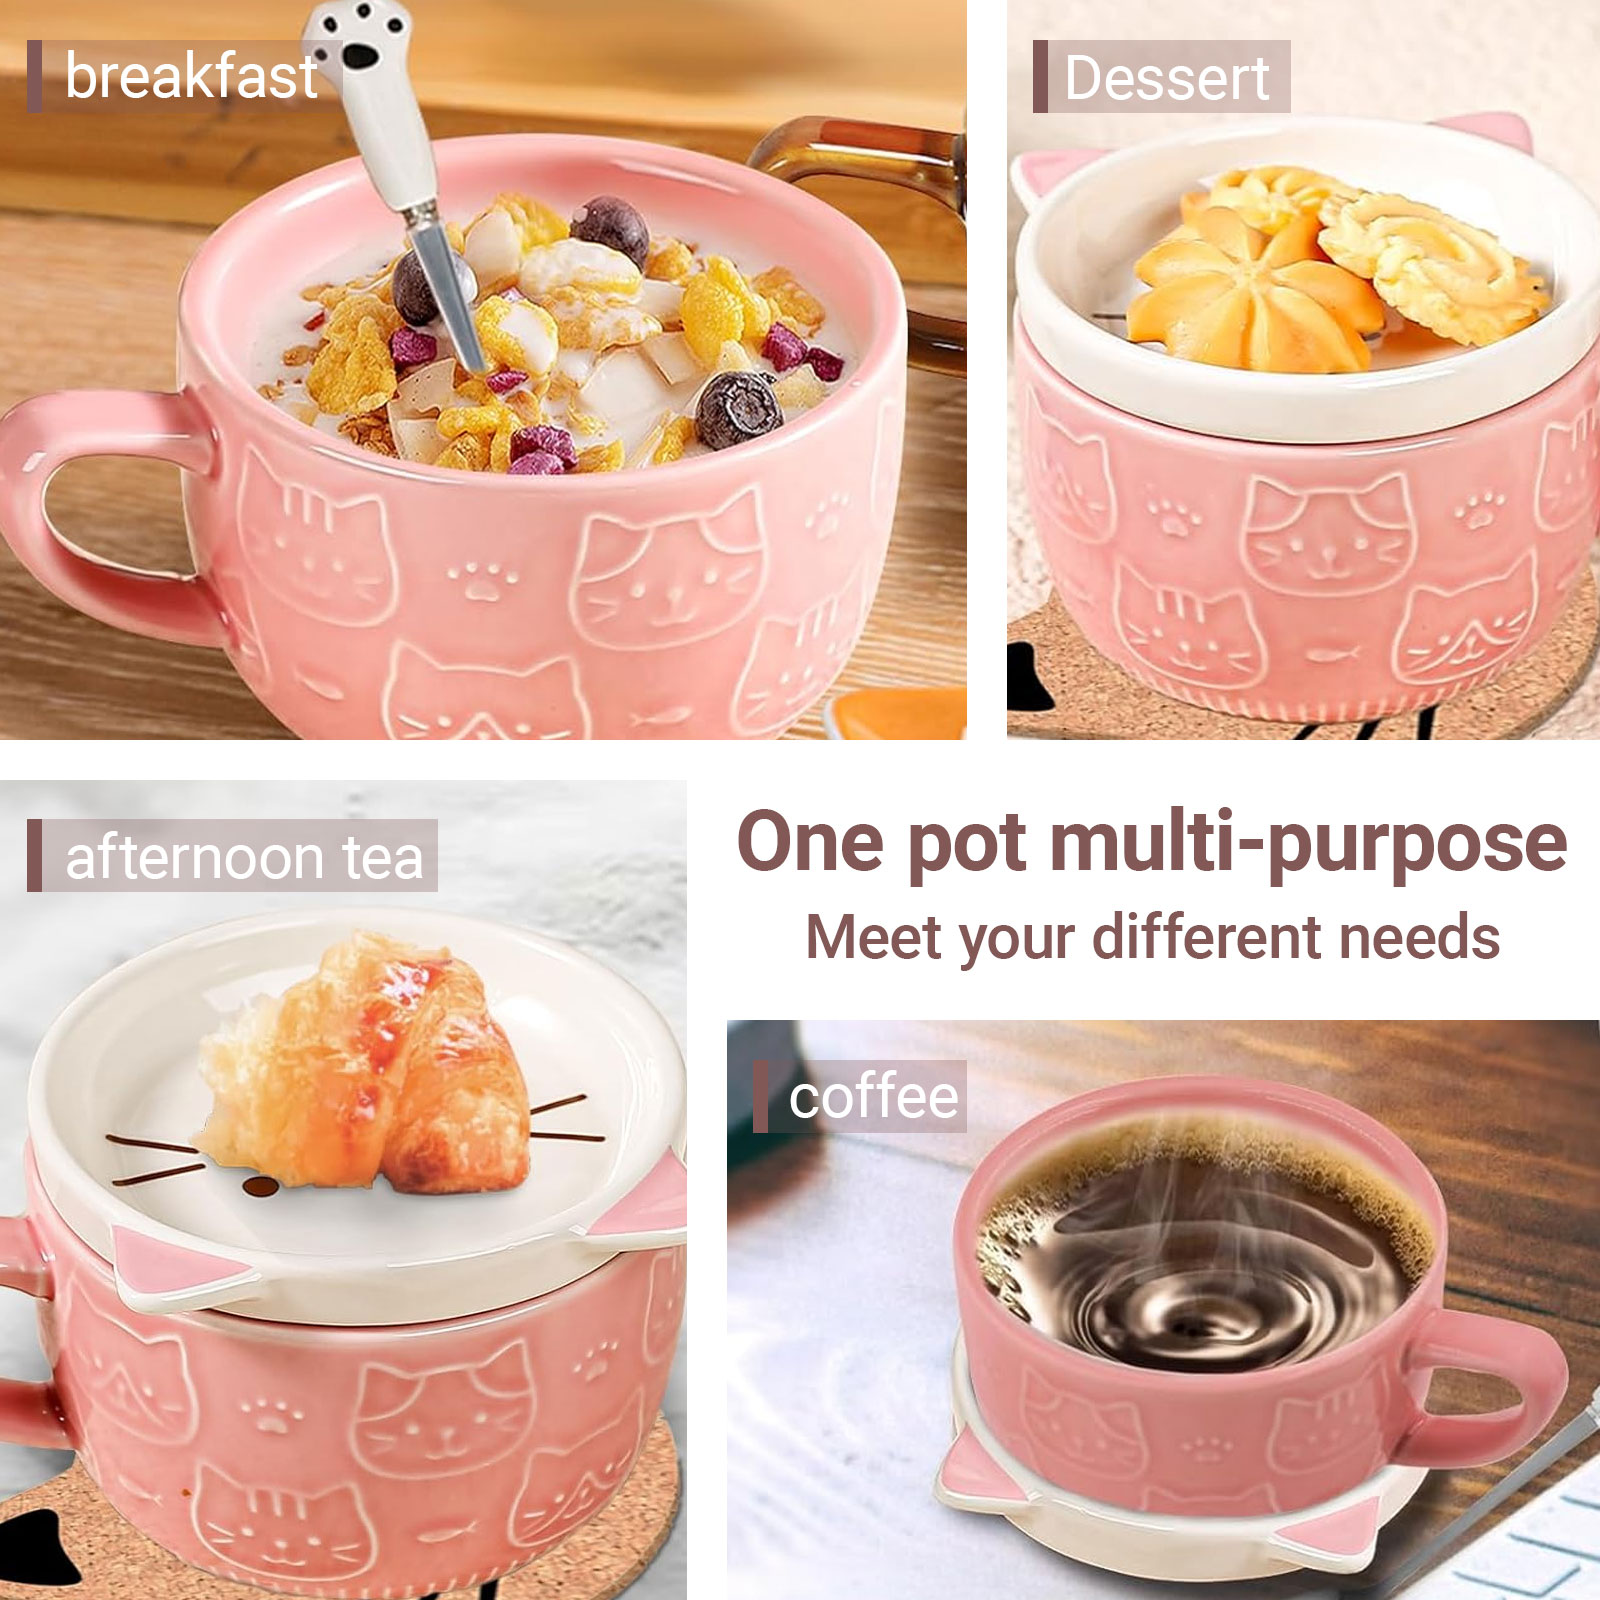 breakfast
Dessert
afternoon tea
One pot multi-purpose
Meet your different needs
coffee